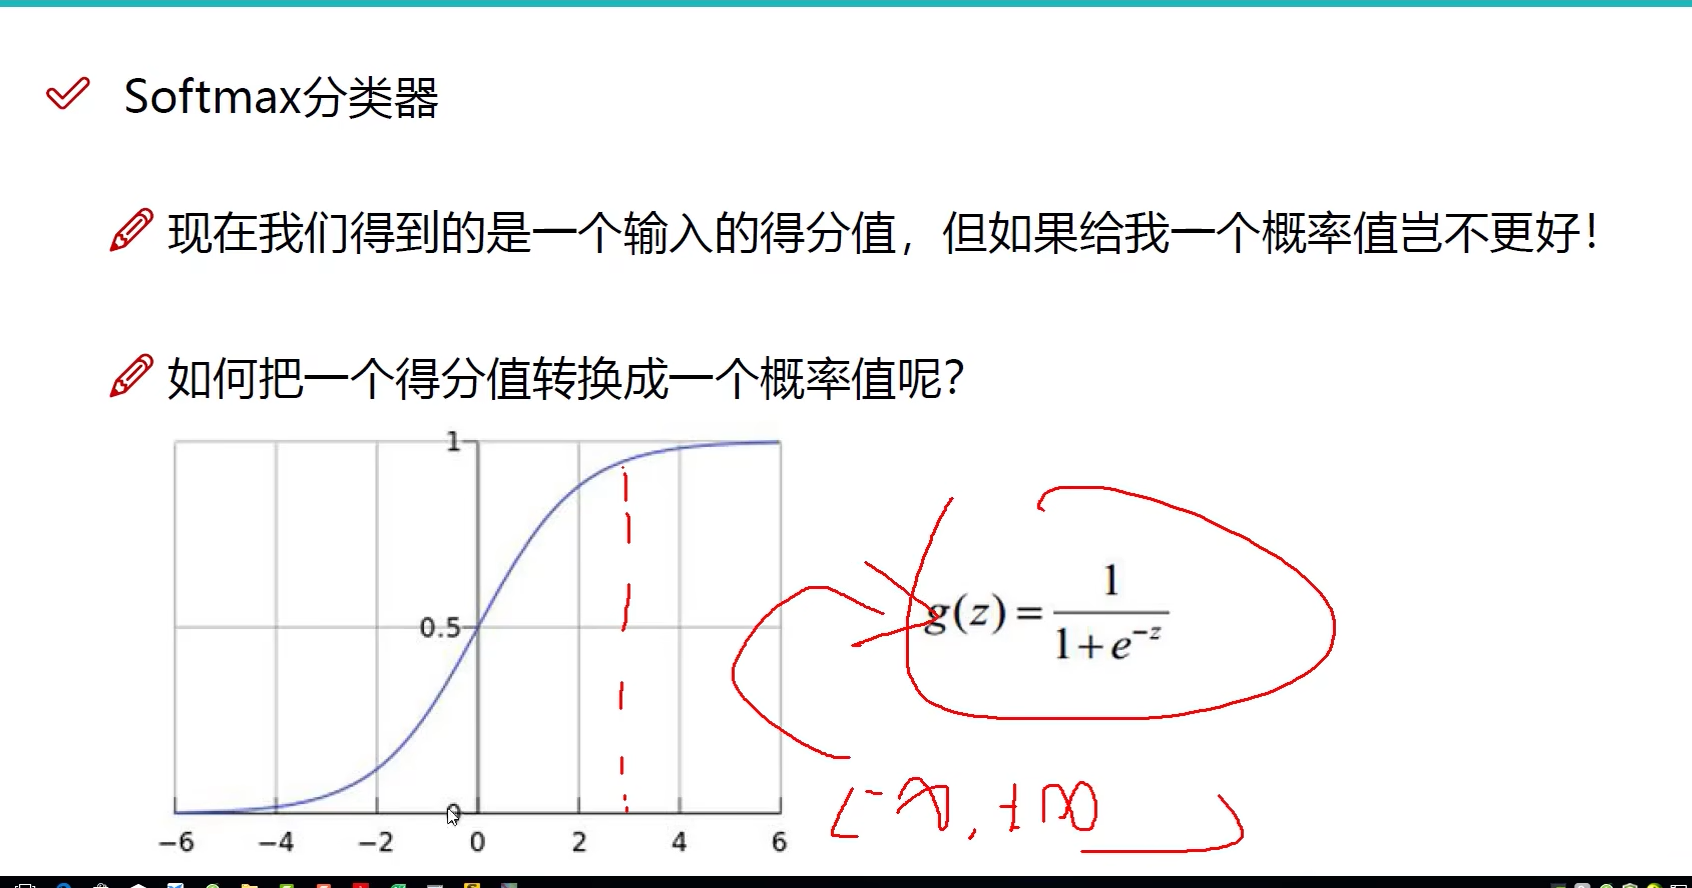 Softmax分类器
现在我们得到的是一个输入的得分值，但如果给我一个概率值岂不更好！
如何把一个得分值转换成一个概率值呢？
1
0.5
0
-6 -4 -2 0 2 4 6
g(z) = 1 / (1 + e^{-z})
(-∞, +∞)